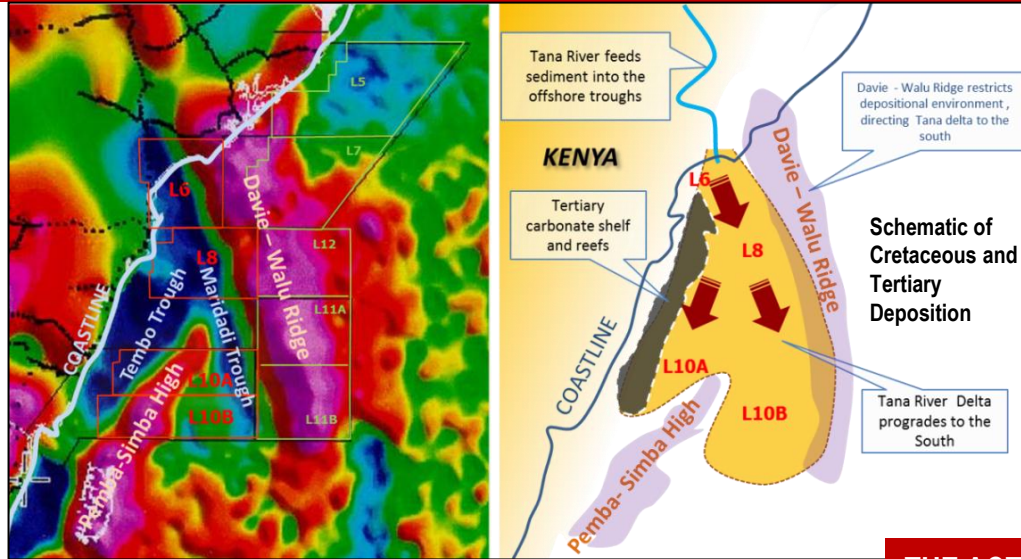 L5
L7
L6
Davie – Walu Ridge
L12
L8
COASTLINE
Tembo Trough
Maridadi Trough
L11A
L10A
L10B
L11B
Pemba-Simba High
Tana River feeds
sediment into the
offshore troughs
Davie - Walu Ridge restricts
depositional environment ,
directing Tana delta to the
south
KENYA
L6
Davie – Walu Ridge
Tertiary
carbonate shelf
and reefs
L8
Schematic of
Cretaceous and
Tertiary
Deposition
COASTLINE
L10A
L10B
Tana River Delta
progrades to the
South
Pemba- Simba High